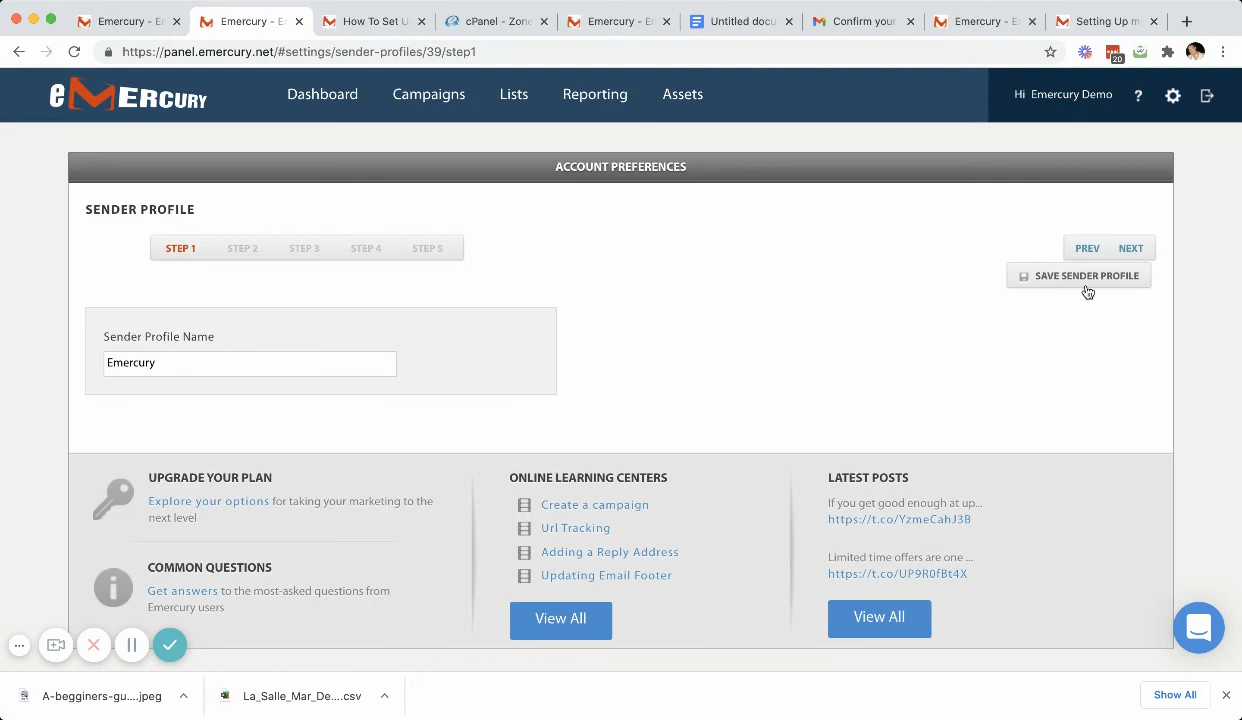 Emercury - Er
Emercury - Er
How To Set U
cPanel - Zone
Emercury - Er
Untitled docu
Confirm your
Emercury - Er
Setting Up m
https://panel.emercury.net/#settings/sender-profiles/39/step1
20
eMERCURY
Dashboard
Campaigns
Lists
Reporting
Assets
Hi Emercury Demo
?
ACCOUNT PREFERENCES
SENDER PROFILE
STEP 1
STEP 2
STEP 3
STEP 4
STEP 5
PREV
NEXT
SAVE SENDER PROFILE
Sender Profile Name
Emercury
UPGRADE YOUR PLAN
Explore your options for taking your marketing to the
next level
COMMON QUESTIONS
Get answers to the most-asked questions from
Emercury users
ONLINE LEARNING CENTERS
Create a campaign
Url Tracking
Adding a Reply Address
Updating Email Footer
View All
LATEST POSTS
If you get good enough at up...
https://t.co/YzmeCahJ3B
Limited time offers are one ...
https://t.co/UP9R0fBt4X
View All
A-begginers-gu....jpeg
La_Salle_Mar_De....csv
Show All